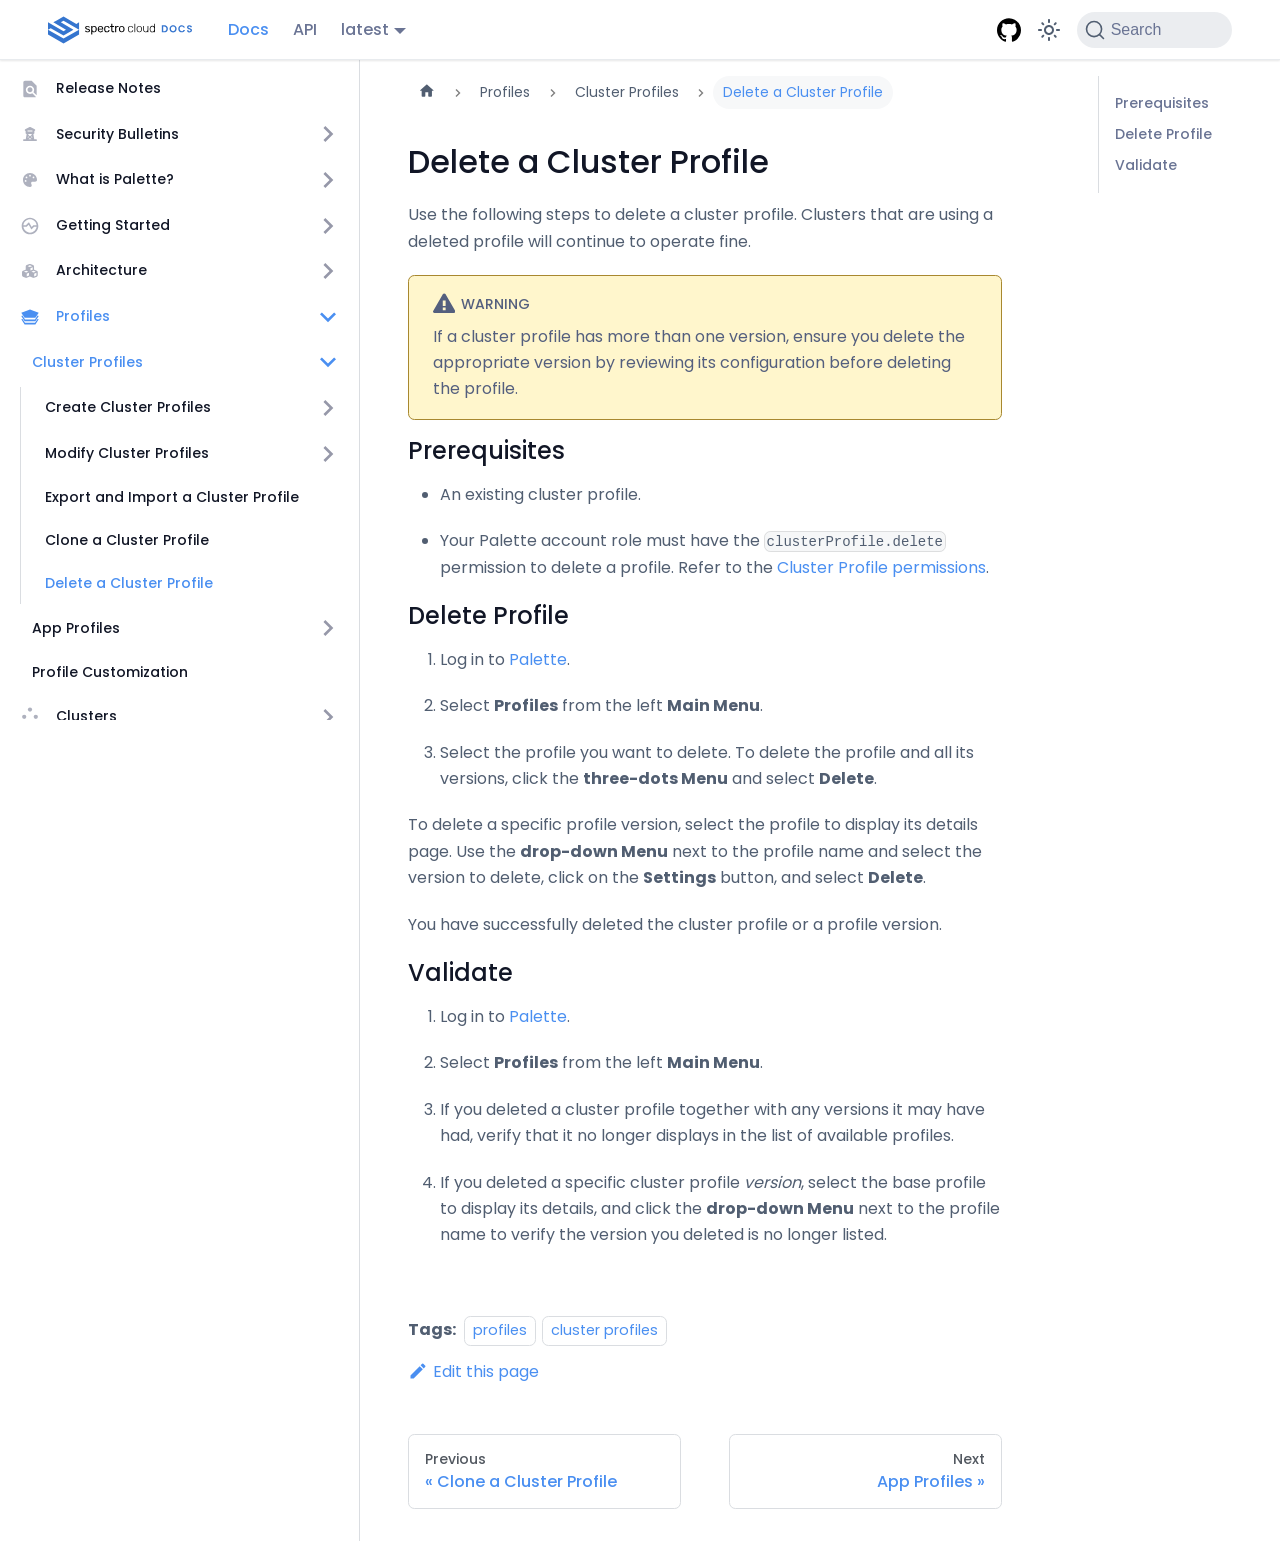 spectro cloud DOCS
Docs
API
latest
Search
Release Notes
Security Bulletins
What is Palette?
Getting Started
Architecture
Profiles
Cluster Profiles
Create Cluster Profiles
Modify Cluster Profiles
Export and Import a Cluster Profile
Clone a Cluster Profile
Delete a Cluster Profile
App Profiles
Profile Customization
Clusters
Profiles
Cluster Profiles
Delete a Cluster Profile
Delete a Cluster Profile
Use the following steps to delete a cluster profile. Clusters that are using a
deleted profile will continue to operate fine.
WARNING
If a cluster profile has more than one version, ensure you delete the
appropriate version by reviewing its configuration before deleting
the profile.
Prerequisites
An existing cluster profile.
Your Palette account role must have the clusterProfile.delete
permission to delete a profile. Refer to the Cluster Profile permissions.
Delete Profile
1. Log in to Palette.
2. Select Profiles from the left Main Menu.
3. Select the profile you want to delete. To delete the profile and all its
versions, click the three-dots Menu and select Delete.
To delete a specific profile version, select the profile to display its details
page. Use the drop-down Menu next to the profile name and select the
version to delete, click on the Settings button, and select Delete.
You have successfully deleted the cluster profile or a profile version.
Validate
1. Log in to Palette.
2. Select Profiles from the left Main Menu.
3. If you deleted a cluster profile together with any versions it may have
had, verify that it no longer displays in the list of available profiles.
4. If you deleted a specific cluster profile version, select the base profile
to display its details, and click the drop-down Menu next to the profile
name to verify the version you deleted is no longer listed.
Tags: profiles cluster profiles
Edit this page
Previous
« Clone a Cluster Profile
Next
App Profiles »
Prerequisites
Delete Profile
Validate